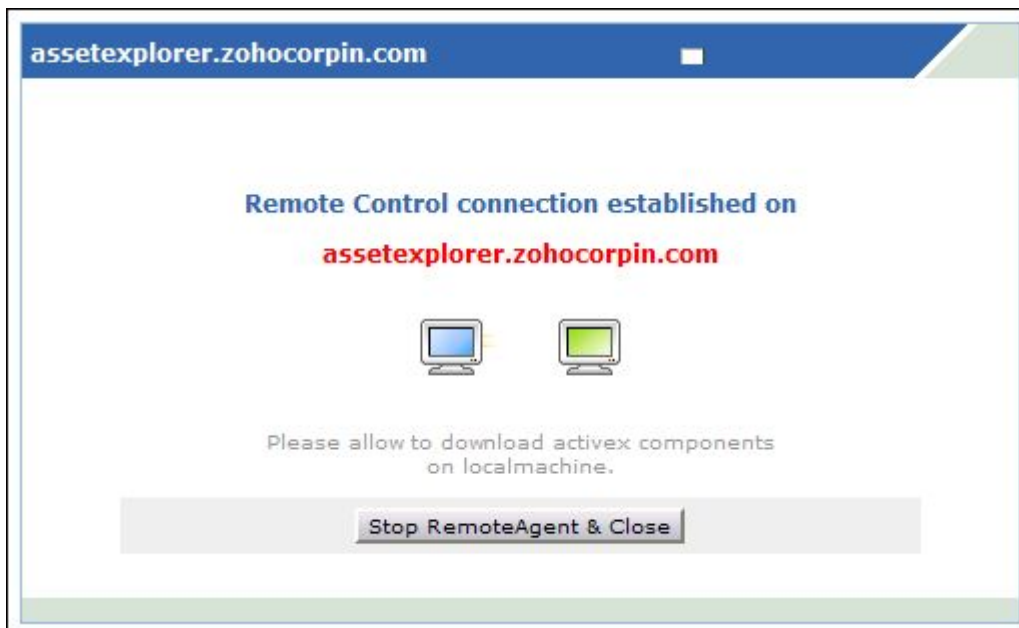 assetexplorer.zohocorpin.com
Remote Control connection established on
assetexplorer.zohocorpin.com
Please allow to download activex components
on localmachine.
Stop RemoteAgent & Close